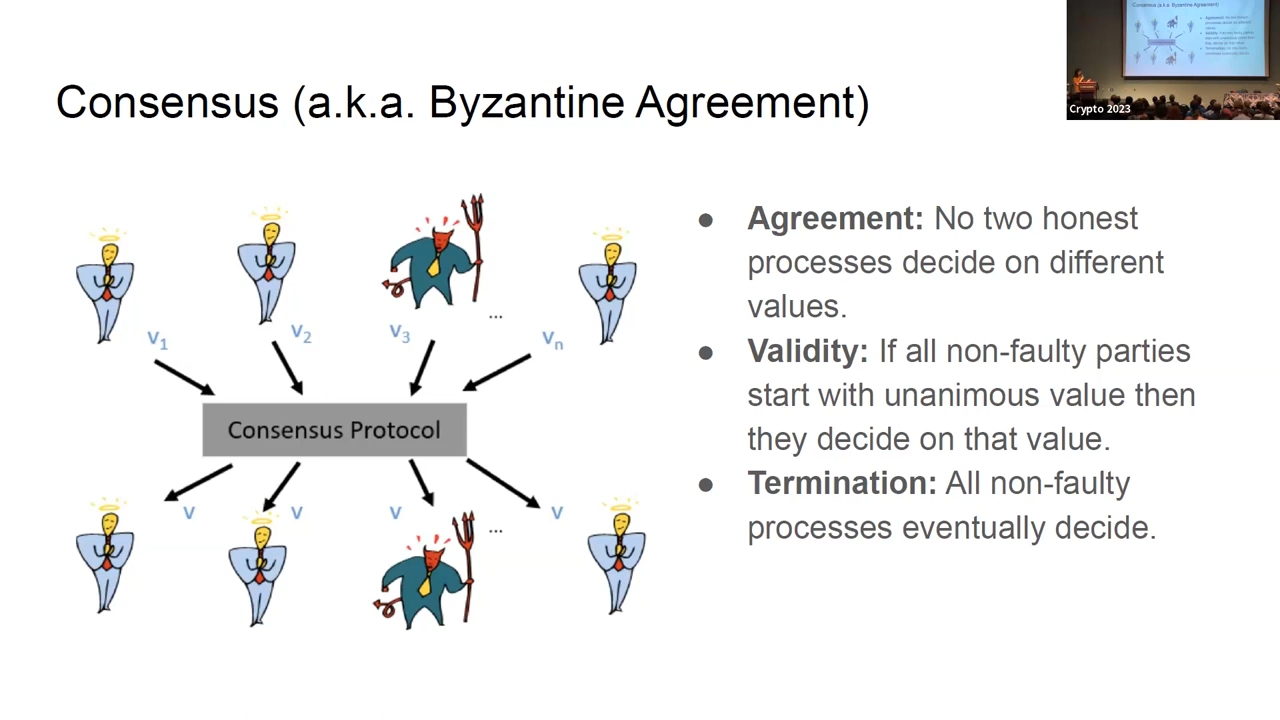 Consensus (a.k.a. Byzantine Agreement)
Crypto 2023
v1
v2
v3
...
vn
Consensus Protocol
v
v
v
...
v
● Agreement: No two honest
processes decide on different
values.
● Validity: If all non-faulty parties
start with unanimous value then
they decide on that value.
● Termination: All non-faulty
processes eventually decide.